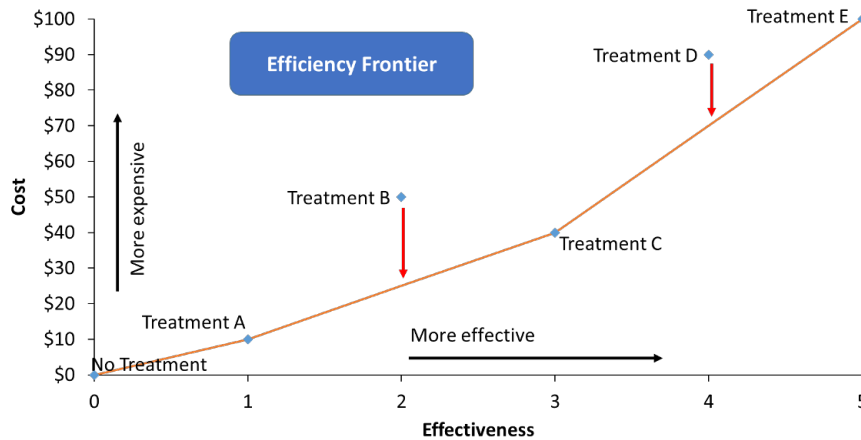 $100
$90
$80
$70
$60
$50
$40
$30
$20
$10
$0
Cost
More expensive
Efficiency Frontier
Treatment E
Treatment D
Treatment B
Treatment C
Treatment A
More effective
No Treatment
0 1 2 3 4 5
Effectiveness